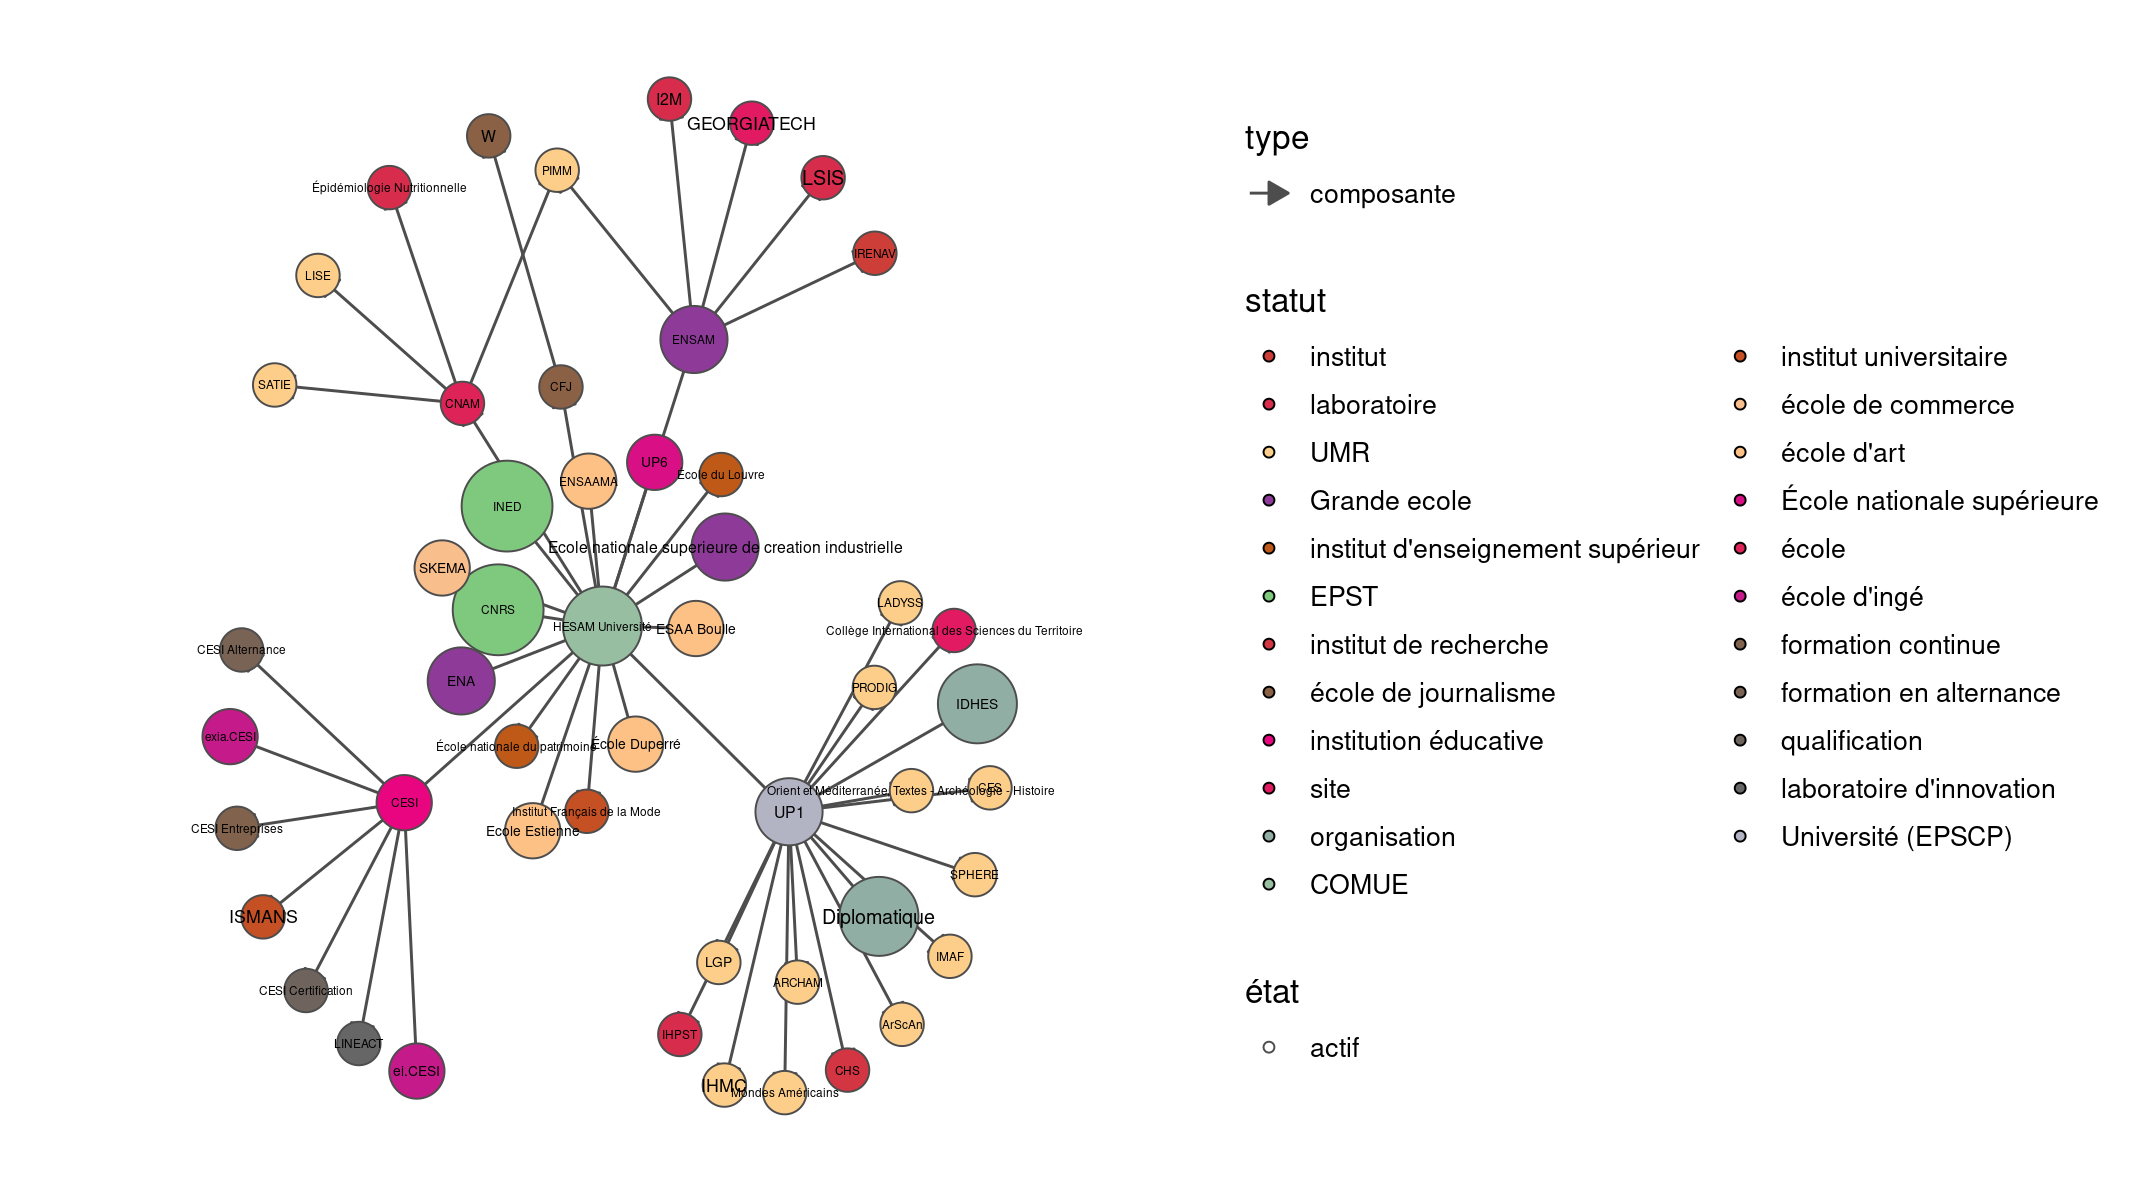 I2M
GEORGIATECH
W
PIMM
LSIS
Épidémiologie Nutritionnelle
IRENAV
LISE
ENSAM
SATIE
CFJ
CNAM
UP6
École du Louvre
ENSAAMA
INED
Ecole nationale superieure de creation industrielle
SKEMA
CNRS
LADYSS
HESAM Université
ESAA Boulle
Collège International des Sciences du Territoire
CESI Alternance
ENA
PRODIG
IDHES
exia.CESI
École nationale du patrimoine
École Duperré
Orient et Méditerranée, Textes - Archéologie - Histoire
CES
CESI
Institut Français de la Mode
UP1
CESI Entreprises
Ecole Estienne
SPHERE
ISMANS
Diplomatique
LGP
IMAF
ARCHAM
CESI Certification
ArScAn
IHPST
LINEACT
el.CESI
CHS
IHMC
Mondes Américains
type
composante
statut
institut
laboratoire
UMR
Grande ecole
institut d'enseignement supérieur
EPST
institut de recherche
école de journalisme
institution éducative
site
organisation
COMUE
institut universitaire
école de commerce
école d'art
École nationale supérieure
école
école d'ingé
formation continue
formation en alternance
qualification
laboratoire d'innovation
Université (EPSCP)
état
actif